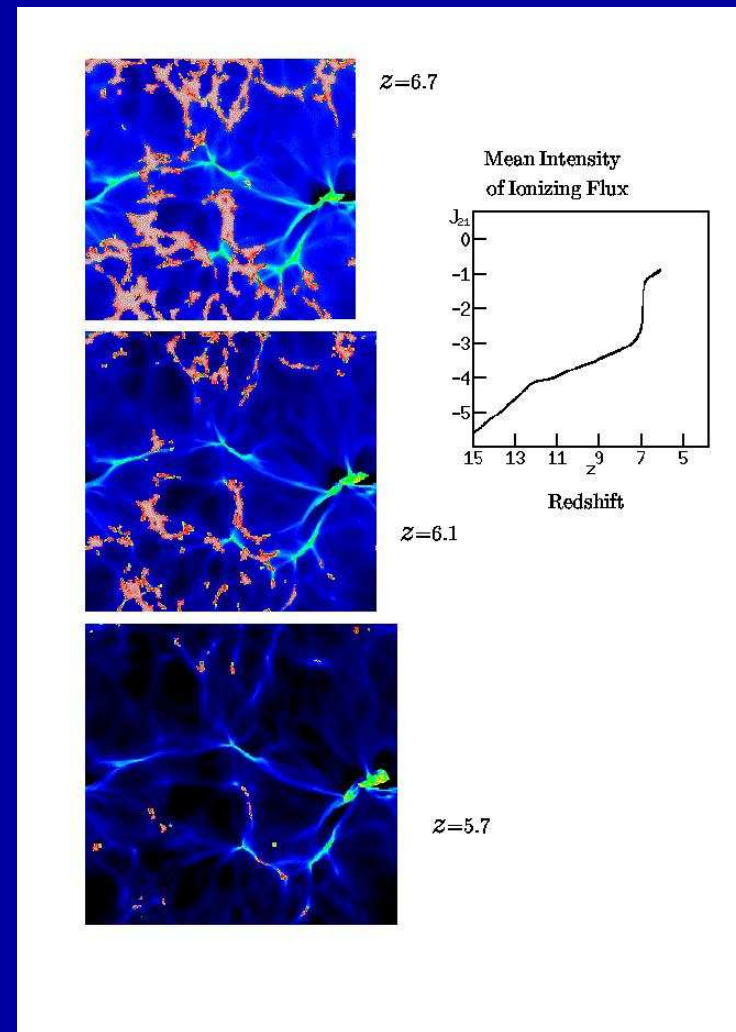 z=6.7
Mean Intensity
of Ionizing Flux
J21
0
-1
-2
-3
-4
-5
15 13 11 9 7 5
z
Redshift
z=6.1
z=5.7